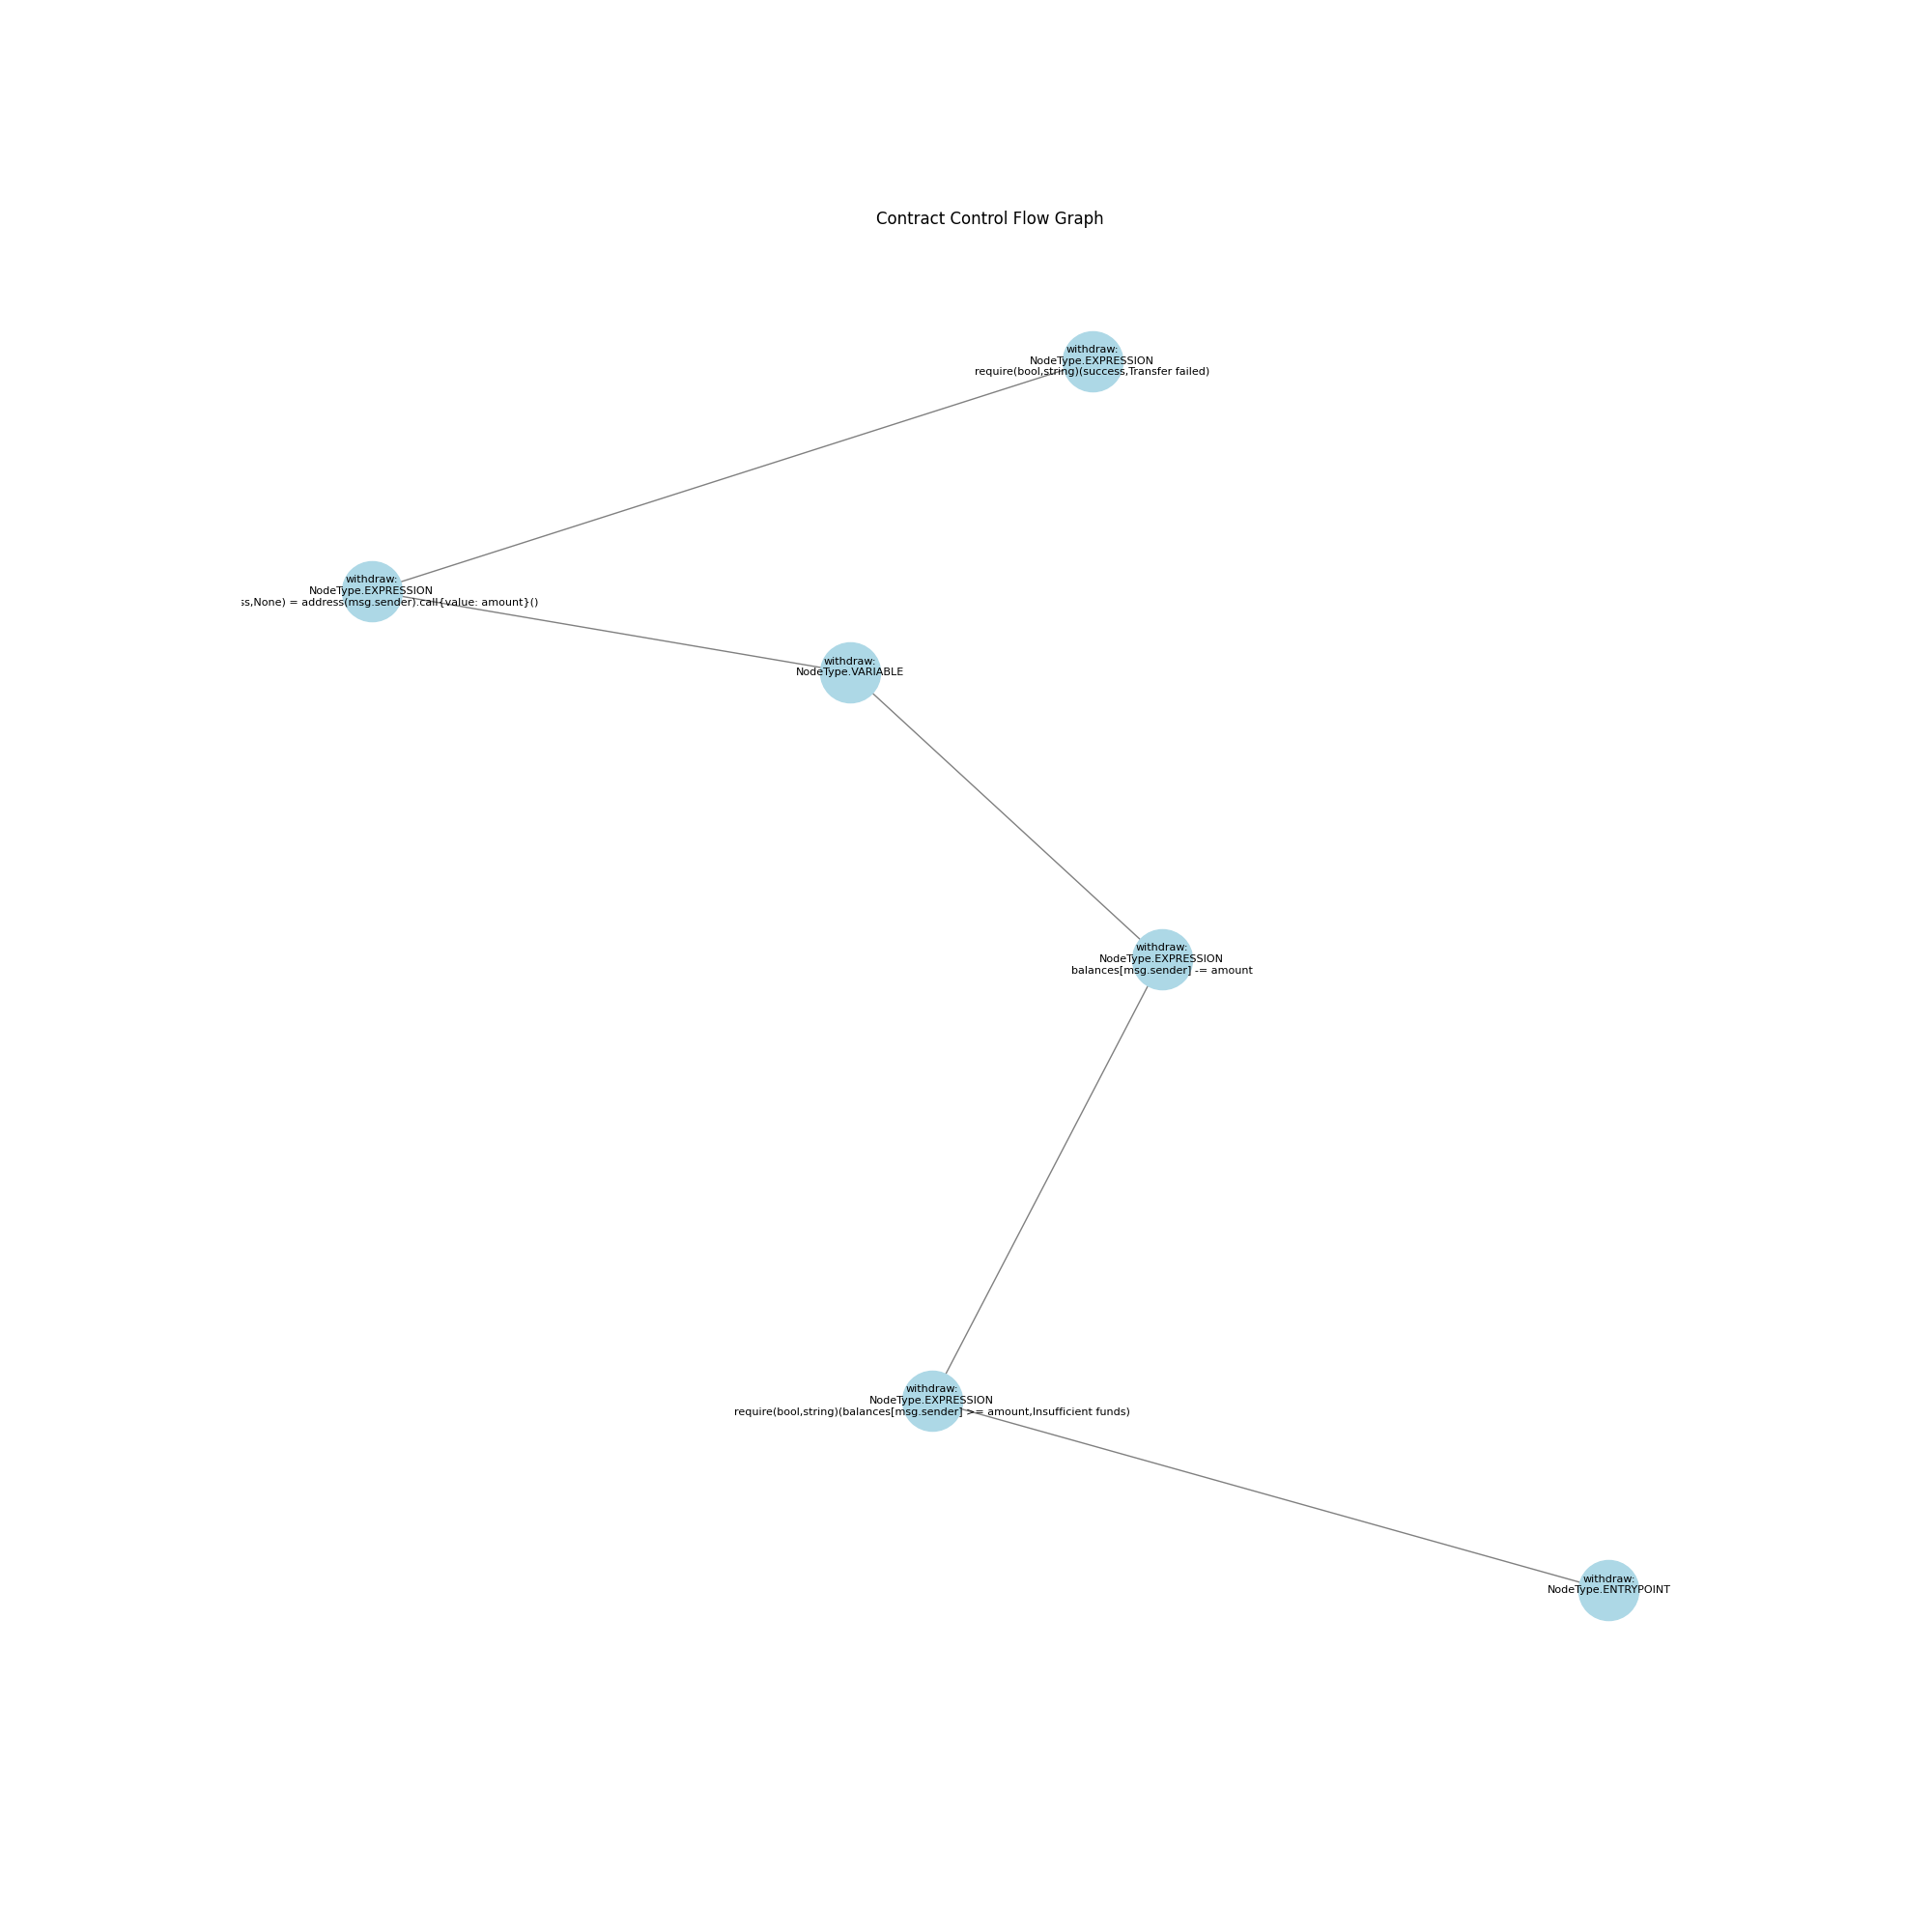 Contract Control Flow Graph
withdraw:
NodeType.EXPRESSION
require(bool,string)(success,Transfer failed)
withdraw:
NodeType.EXPRESSION
ss,None) = address(msg.sender).call{value: amount}()
withdraw:
NodeType.VARIABLE
withdraw:
NodeType.EXPRESSION
balances[msg.sender] -= amount
withdraw:
NodeType.EXPRESSION
require(bool,string)(balances[msg.sender] >= amount,Insufficient funds)
withdraw:
NodeType.ENTRYPOINT